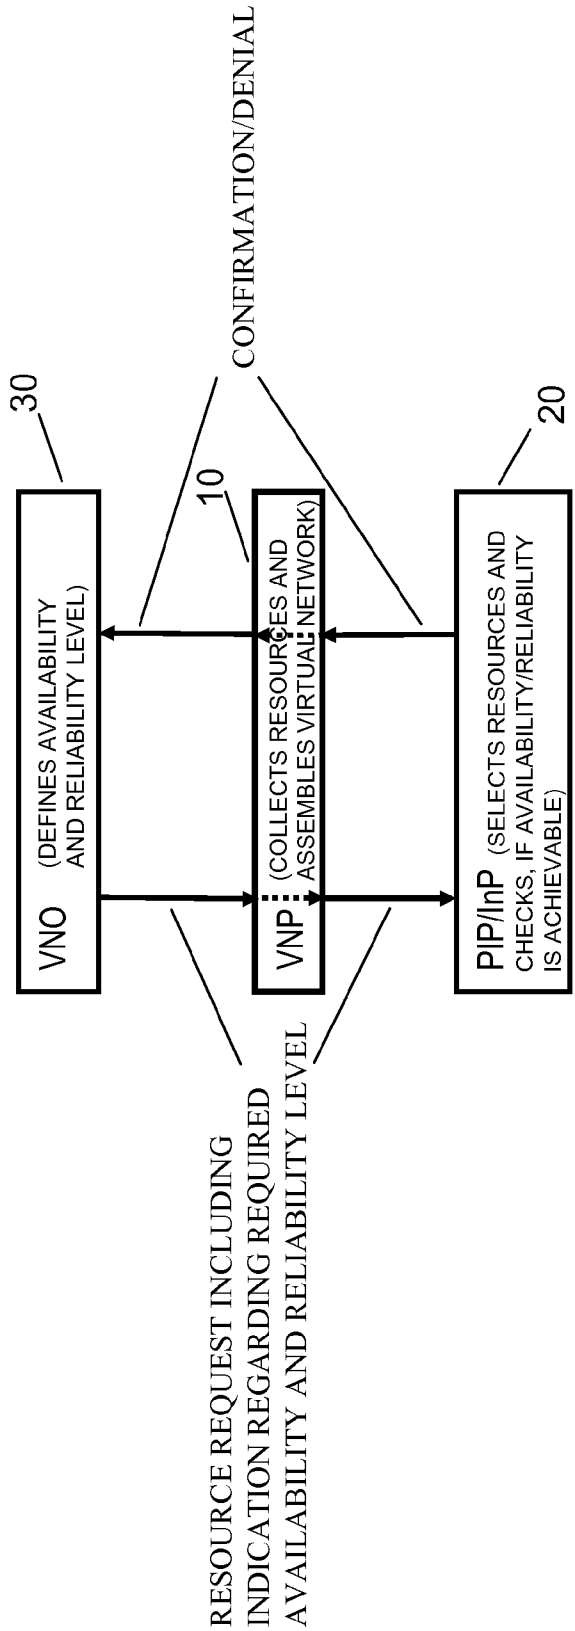 30
VNO (DEFINES AVAILABILITY
AND RELIABILITY LEVEL)
RESOURCE REQUEST INCLUDING
INDICATION REGARDING REQUIRED
AVAILABILITY AND RELIABILITY LEVEL
10
VNP (COLLECTS RESOURCES AND
ASSEMBLES VIRTUAL NETWORK)
CONFIRMATION/DENIAL
20
PIP/InP (SELECTS RESOURCES AND
CHECKS, IF AVAILABILITY/RELIABILITY
IS ACHIEVABLE)